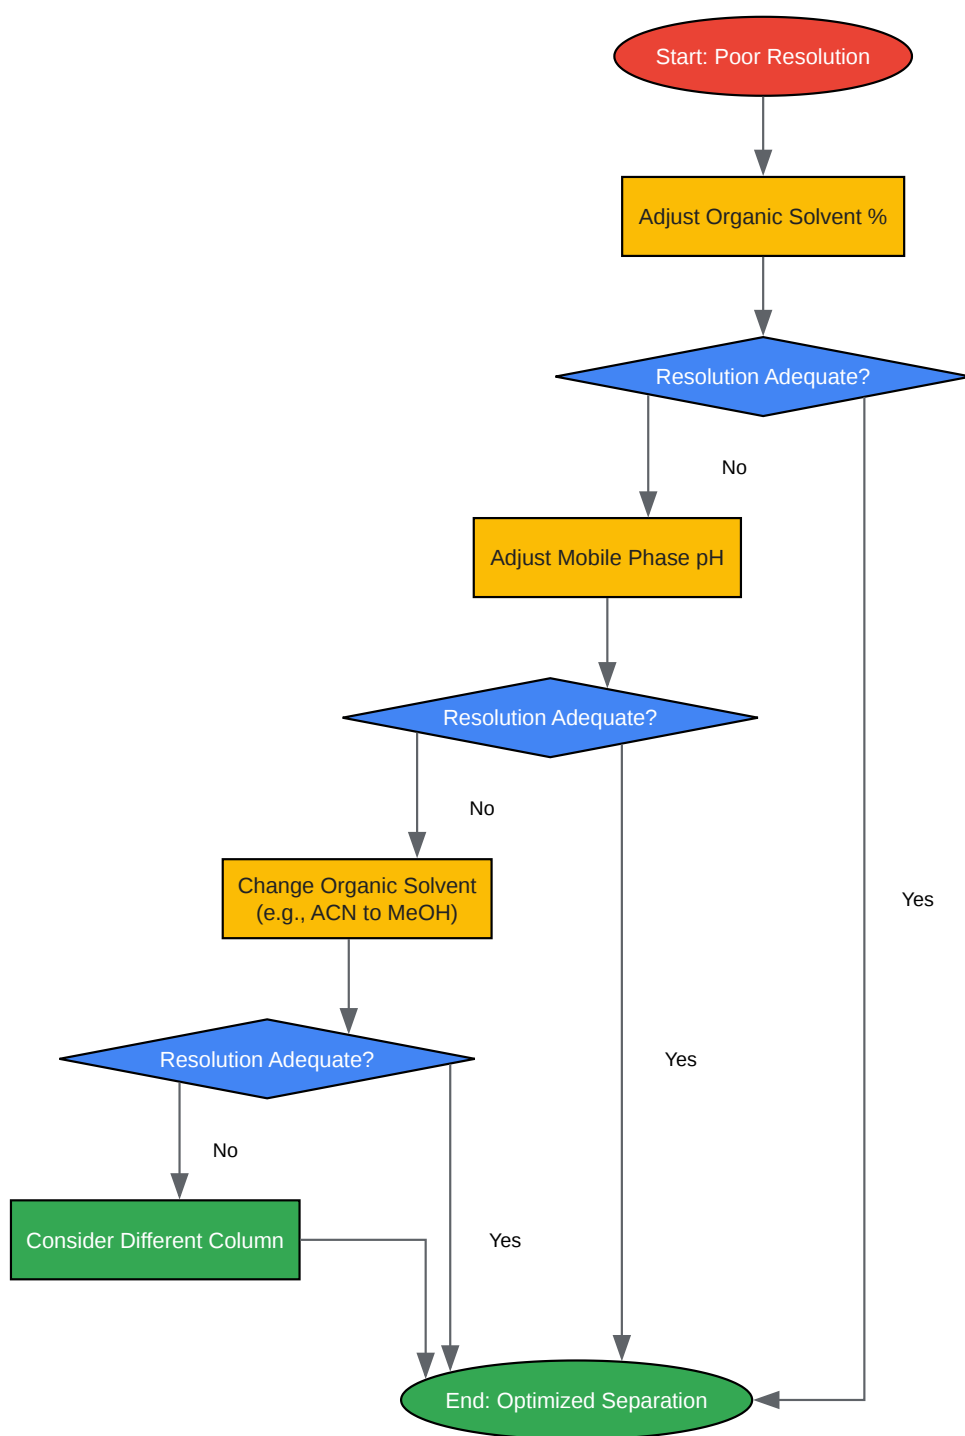 Start: Poor Resolution
Adjust Organic Solvent %
Resolution Adequate?
No
Adjust Mobile Phase pH
Resolution Adequate?
No
Change Organic Solvent
(e.g., ACN to MeOH)
Yes
Resolution Adequate?
Yes
No
Consider Different Column
Yes
End: Optimized Separation